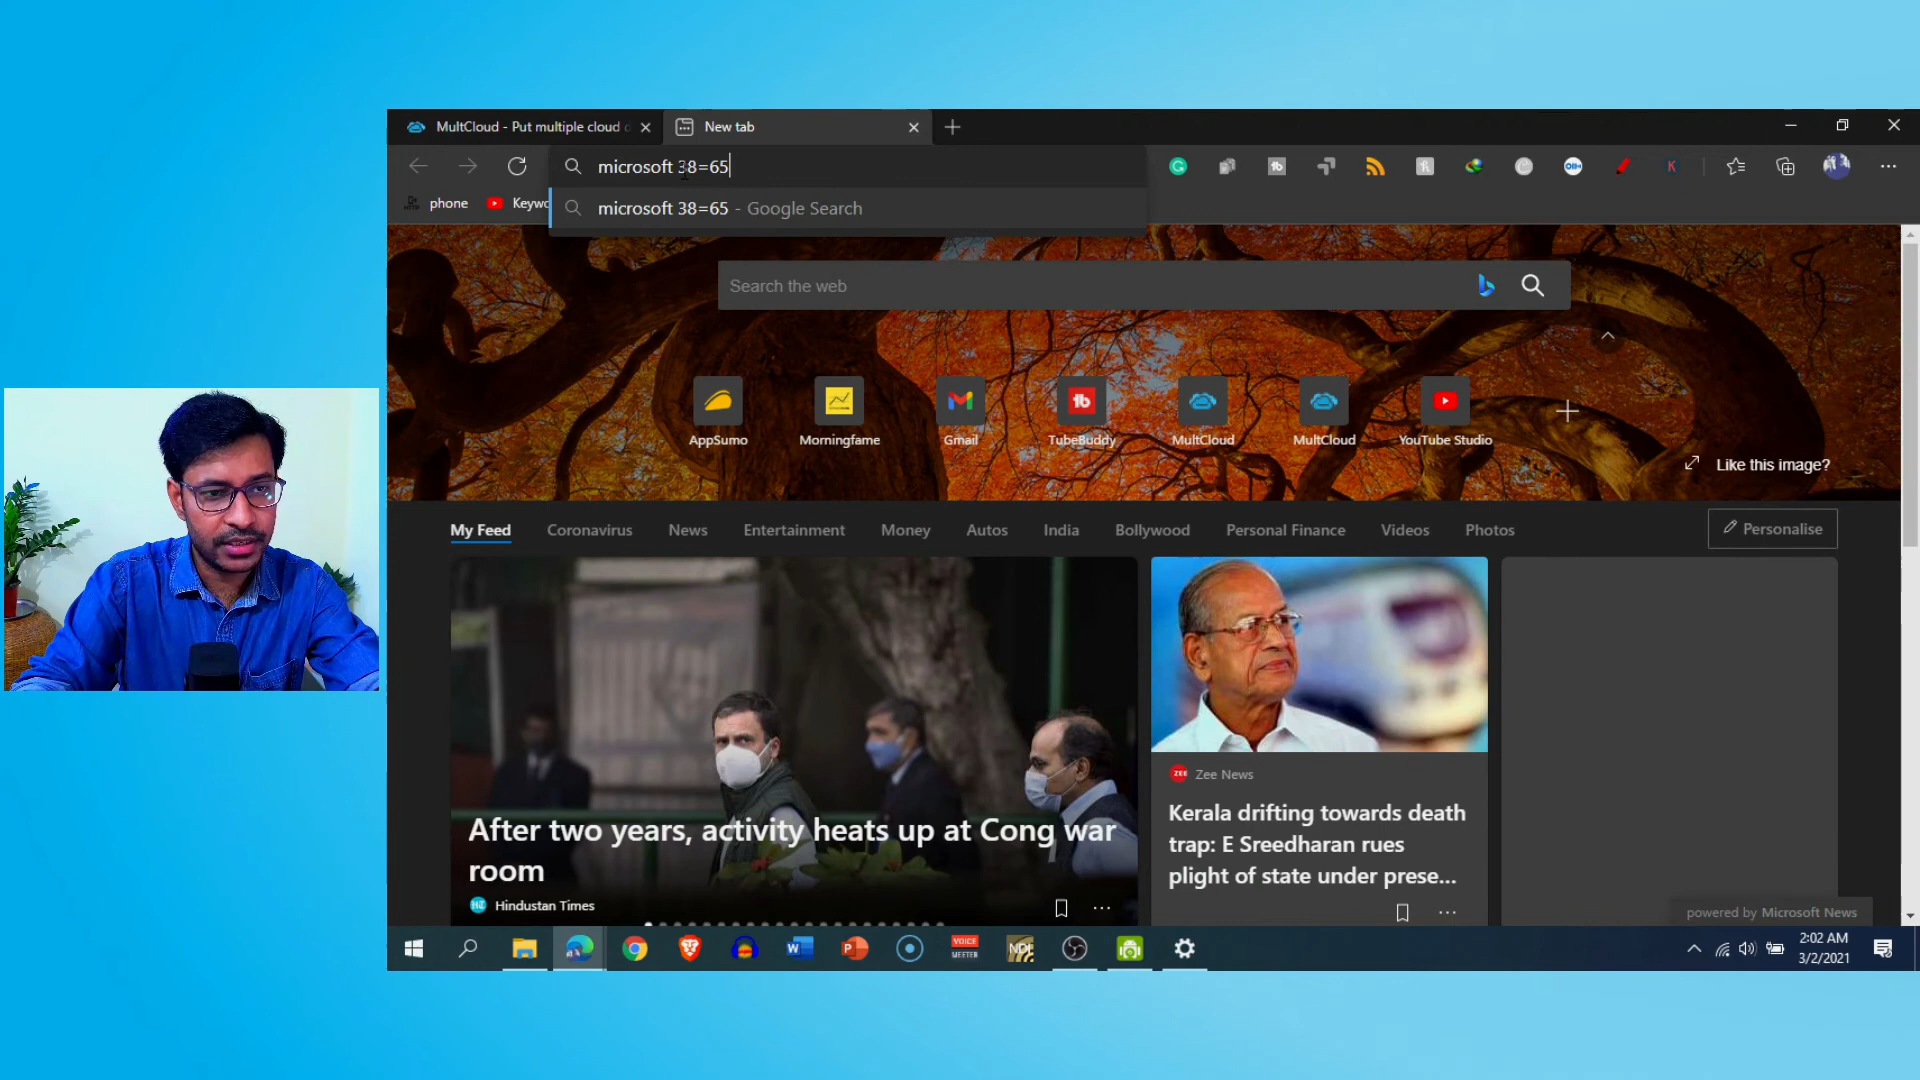 MultCloud - Put multiple cloud
New tab
microsoft 38=65
phone
Keywo
microsoft 38=65 - Google Search
Search the web
AppSumo
Morningfame
Gmail
TubeBuddy
MultCloud
MultCloud
YouTube Studio
Like this image?
My Feed
Coronavirus
News
Entertainment
Money
Autos
India
Bollywood
Personal Finance
Videos
Photos
Personalise
After two years, activity heats up at Cong war
room
Hindustan Times
Zee News
Kerala drifting towards death
trap: E Sreedharan rues
plight of state under prese...
powered by Microsoft News
VOICE
MEETER
2:02 AM
3/2/2021